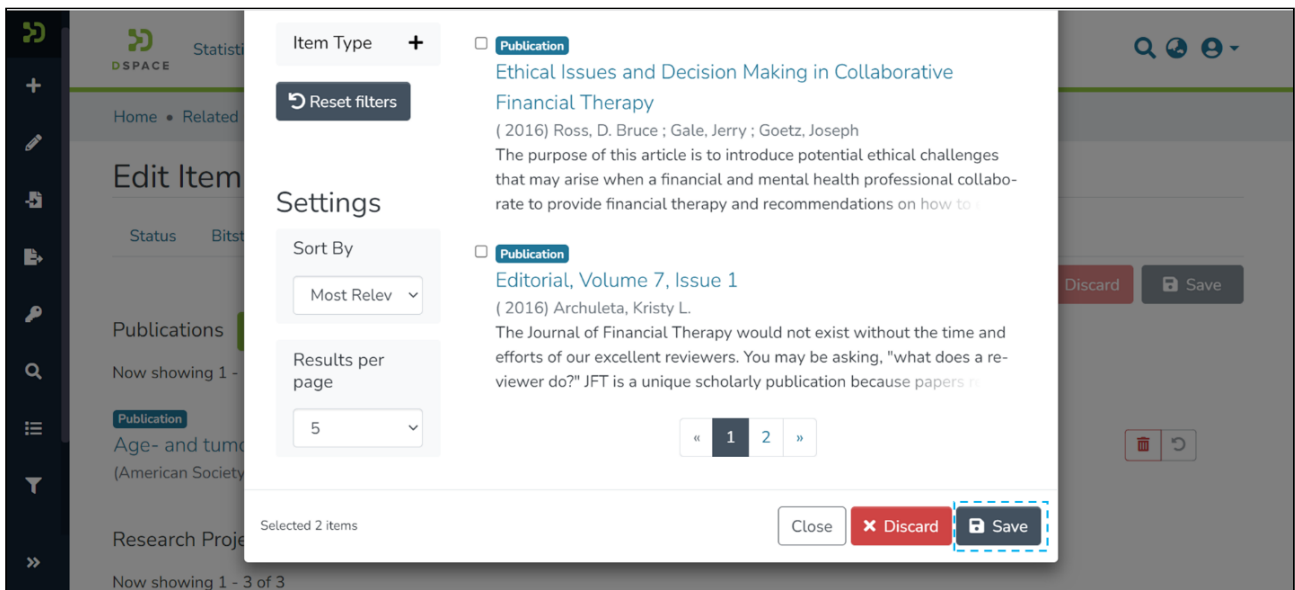 DSPACE
Statisti
Home • Related
Edit Item
Status Bitst
Discard Save
Publications
Now showing 1 -
Publication
Age- and tumo
(American Society
Research Proje
Now showing 1 - 3 of 3
Item Type +
Reset filters
Settings
Sort By
Most Relev
Results per
page
5
Publication
Ethical Issues and Decision Making in Collaborative
Financial Therapy
( 2016) Ross, D. Bruce ; Gale, Jerry ; Goetz, Joseph
The purpose of this article is to introduce potential ethical challenges
that may arise when a financial and mental health professional collabo-
rate to provide financial therapy and recommendations on how to
Publication
Editorial, Volume 7, Issue 1
( 2016) Archuleta, Kristy L.
The Journal of Financial Therapy would not exist without the time and
efforts of our excellent reviewers. You may be asking, "what does a re-
viewer do?" JFT is a unique scholarly publication because papers
« 1 2 »
Selected 2 items
Close × Discard Save